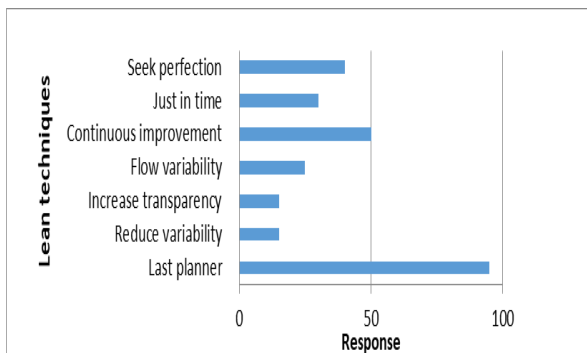 Lean techniques
Seek perfection
Just in time
Continuous improvement
Flow variability
Increase transparency
Reduce variability
Last planner
0 50 100
Response